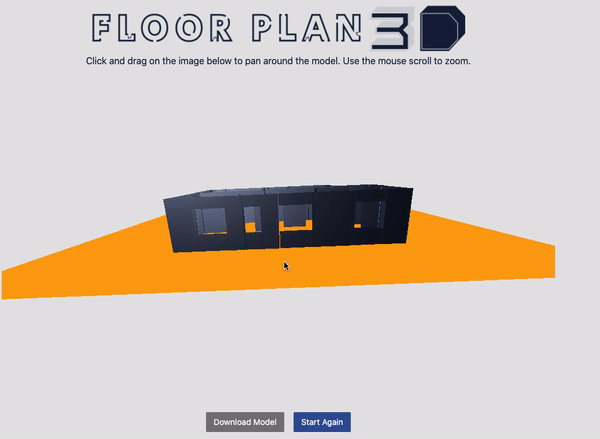 FLOOR PLAN 3D
Click and drag on the image below to pan around the model. Use the mouse scroll to zoom.
Download Model
Start Again